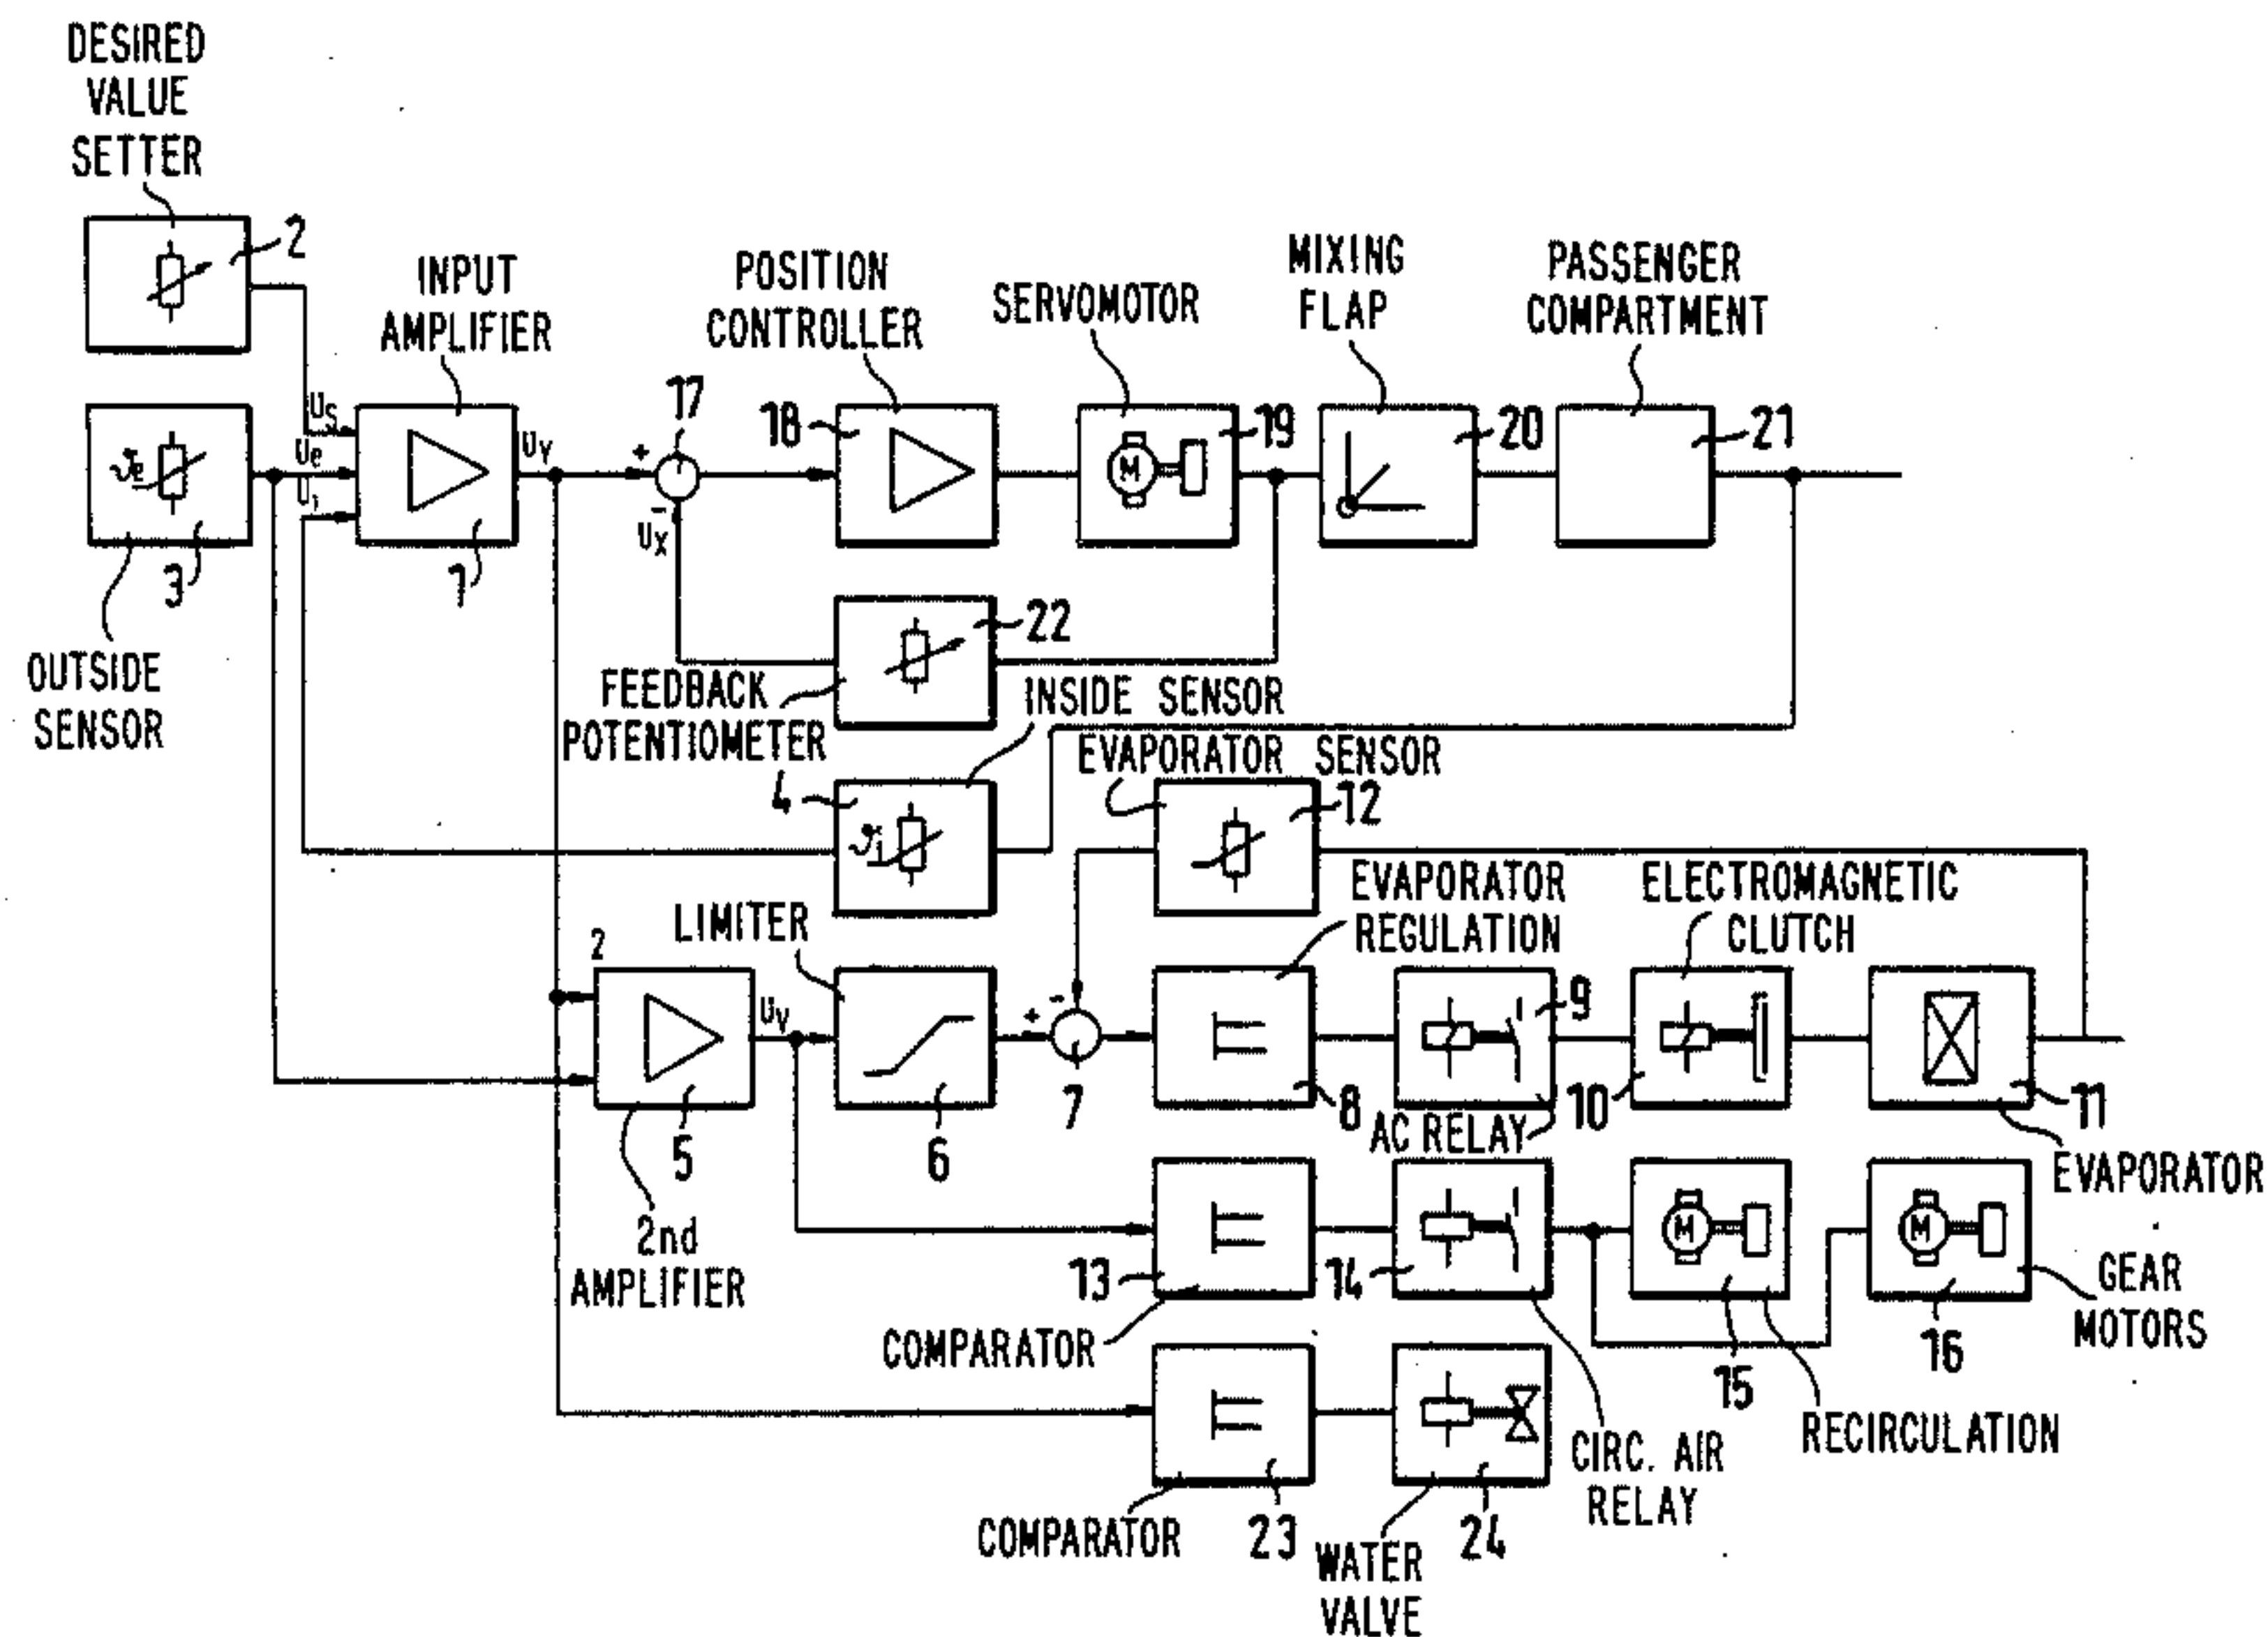 DESIRED
VALUE
SETTER
2
INPUT
AMPLIFIER
POSITION
CONTROLLER
SERVOMOTOR
MIXING
FLAP
PASSENGER
COMPARTMENT
17
18
19
20
21
Us
Ue
Ui
Uy
+
-
Ux
ϑe
M
3
1
OUTSIDE
SENSOR
22
FEEDBACK
POTENTIOMETER
INSIDE SENSOR
EVAPORATOR SENSOR
4
ϑi
12
EVAPORATOR
REGULATION
ELECTROMAGNETIC
CLUTCH
LIMITER
2
Uv
+
-
9
5
6
7
8
AC RELAY
10
11
EVAPORATOR
2nd
AMPLIFIER
M
M
13
14
15
16
GEAR
MOTORS
COMPARATOR
RECIRCULATION
CIRC. AIR
RELAY
COMPARATOR
23
24
WATER
VALVE